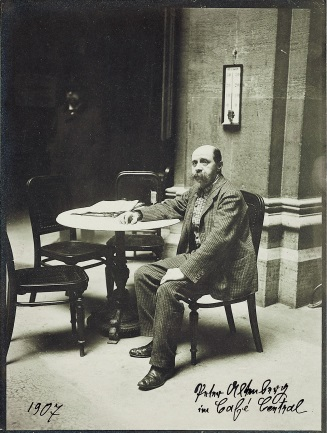 1907
Peter Altenberg
im Café Central